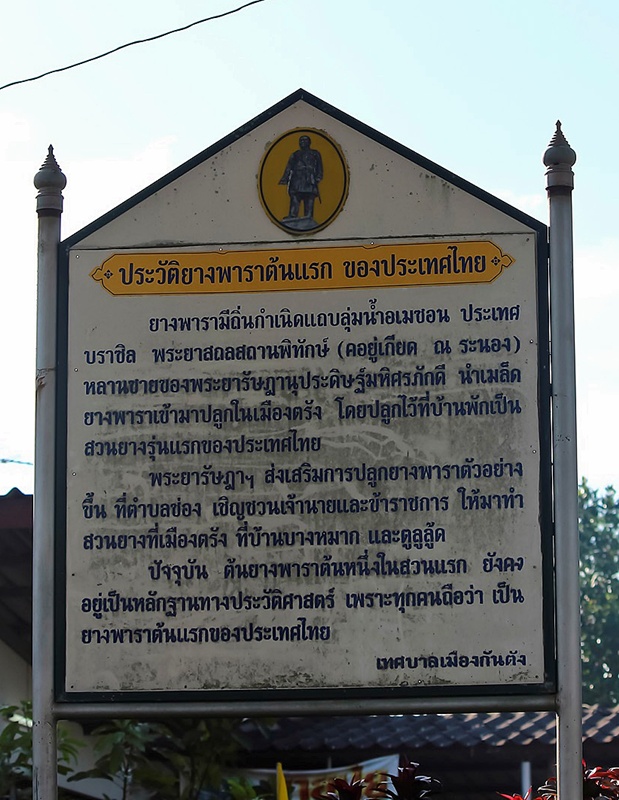 ประวัติยางพาราต้นแรก ของประเทศไทย
ยางพารามีถิ่นกำเนิดแถบลุ่มน้ำอเมซอน ประเทศ
บราซิล พระยาสถลสถานพิทักษ์ (คออยู่เกียด ณ ระนอง)
หลานชายของพระยารัษฎานุประดิษฐ์มหิศรภักดี นำเมล็ด
ยางพาราเข้ามาปลูกในเมืองตรัง โดยปลูกไว้ที่บ้านพักเป็น
สวนยางรุ่นแรกของประเทศไทย
พระยารัษฎาฯ ส่งเสริมการปลูกยางพาราตัวอย่าง
ขึ้น ที่ตำบลช่อง เชิญชวนเจ้านายและข้าราชการ ให้มาทำ
สวนยางที่เมืองตรัง ที่บ้านบางหมาก และตูลูลู้ด
ปัจจุบัน ต้นยางพาราต้นหนึ่งในสวนแรก ยังคง
อยู่เป็นหลักฐานทางประวัติศาสตร์ เพราะทุกคนถือว่า เป็น
ยางพาราต้นแรกของประเทศไทย
เทศบาลเมืองกันตัง